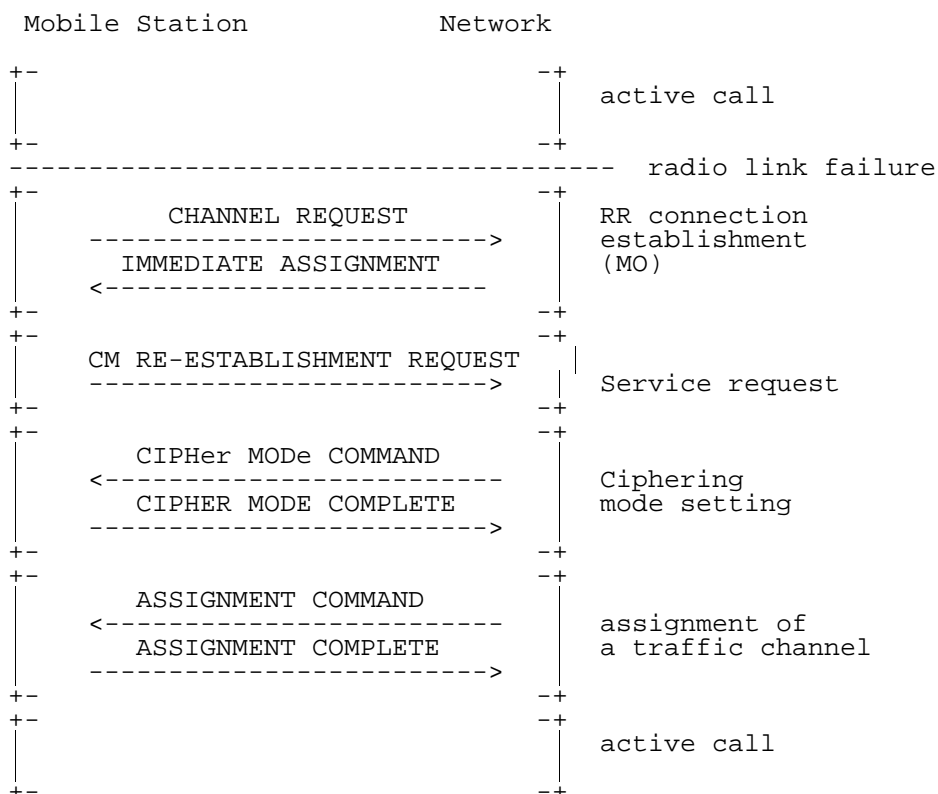 Mobile Station Network
active call
radio link failure
CHANNEL REQUEST RR connection
establishment
IMMEDIATE ASSIGNMENT (MO)
CM RE-ESTABLISHMENT REQUEST
Service request
CIPHer MODe COMMAND
Ciphering
CIPHER MODE COMPLETE mode setting
ASSIGNMENT COMMAND
assignment of
ASSIGNMENT COMPLETE a traffic channel
active call